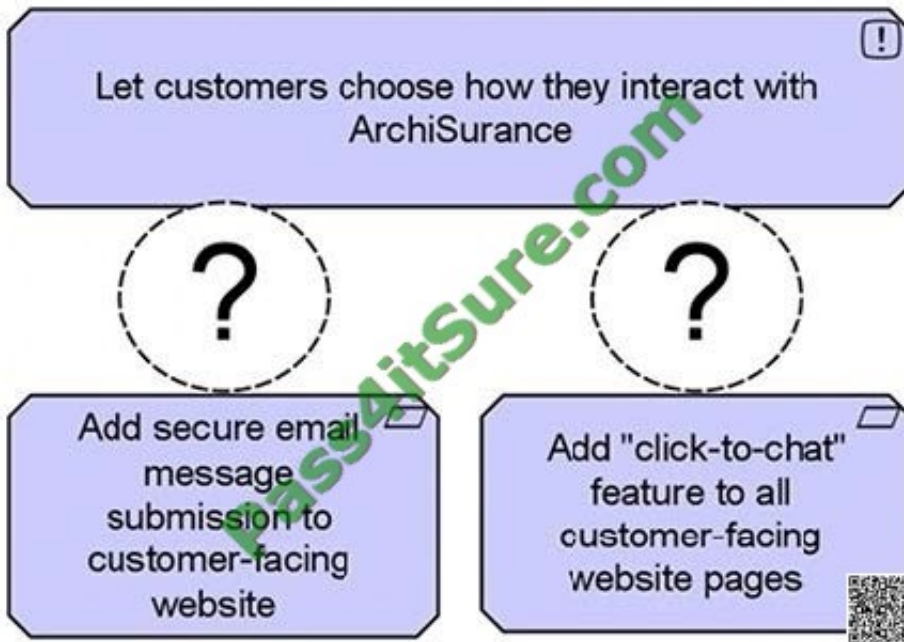 !
Let customers choose how they interact with
ArchiSurance
?
?
Add secure email
message
submission to
customer-facing
website
Add "click-to-chat"
feature to all
customer-facing
website pages
Pass4itSure.com